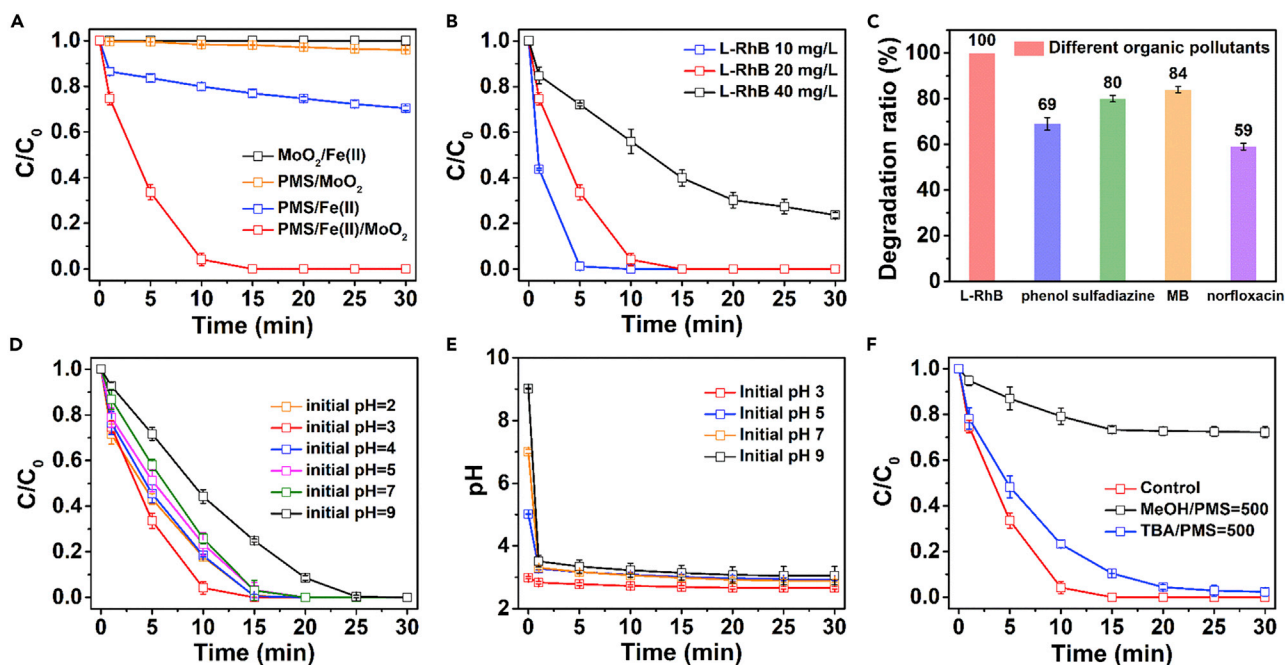 A
C/C0
1.0
0.8
0.6
0.4
0.2
0.0
MoO2/Fe(II)
PMS/MoO2
PMS/Fe(II)
PMS/Fe(II)/MoO2
0 5 10 15 20 25 30
Time (min)
B
C/C0
1.0
0.8
0.6
0.4
0.2
0.0
L-RhB 10 mg/L
L-RhB 20 mg/L
L-RhB 40 mg/L
0 5 10 15 20 25 30
Time (min)
C
Degradation ratio (%)
100
80
60
40
20
0
Different organic pollutants
100
69
80
84
59
L-RhB phenol sulfadiazine MB norfloxacin
D
C/C0
1.0
0.8
0.6
0.4
0.2
0.0
initial pH=2
initial pH=3
initial pH=4
initial pH=5
initial pH=7
initial pH=9
0 5 10 15 20 25 30
Time (min)
E
pH
10
8
6
4
2
Initial pH 3
Initial pH 5
Initial pH 7
Initial pH 9
0 5 10 15 20 25 30
Time (min)
F
C/C0
1.0
0.8
0.6
0.4
0.2
0.0
Control
MeOH/PMS=500
TBA/PMS=500
0 5 10 15 20 25 30
Time (min)